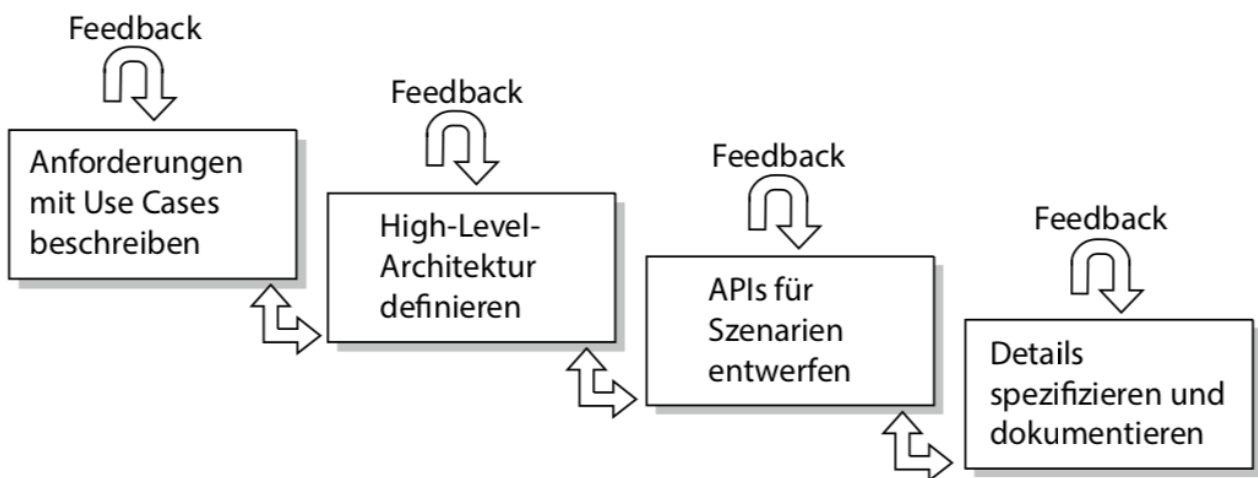 Feedback
Anforderungen
mit Use Cases
beschreiben
Feedback
High-Level-
Architektur
definieren
Feedback
APIs für
Szenarien
entwerfen
Feedback
Details
spezifizieren und
dokumentieren